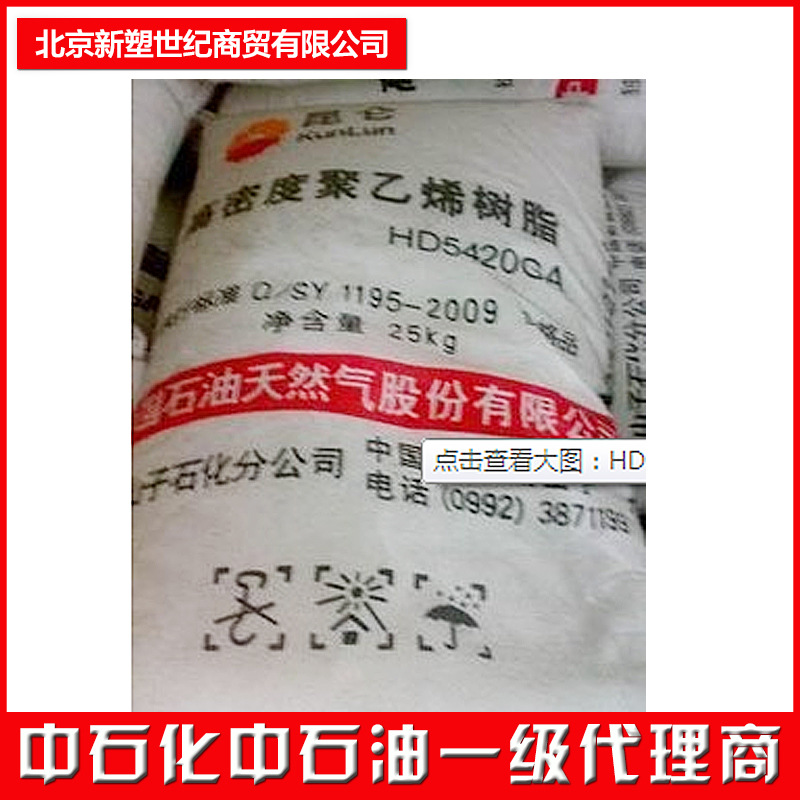 北京新塑世纪商贸有限公司
昆仑
KunLun
高密度聚乙烯树脂
HD5420GA
标准 Q/SY 1195-2009
净含量 25kg
石油天然气股份有限公司
子石化分公司
中国
电话 (0992) 3871199
点击查看大图：HD
中石化中石油一级代理商